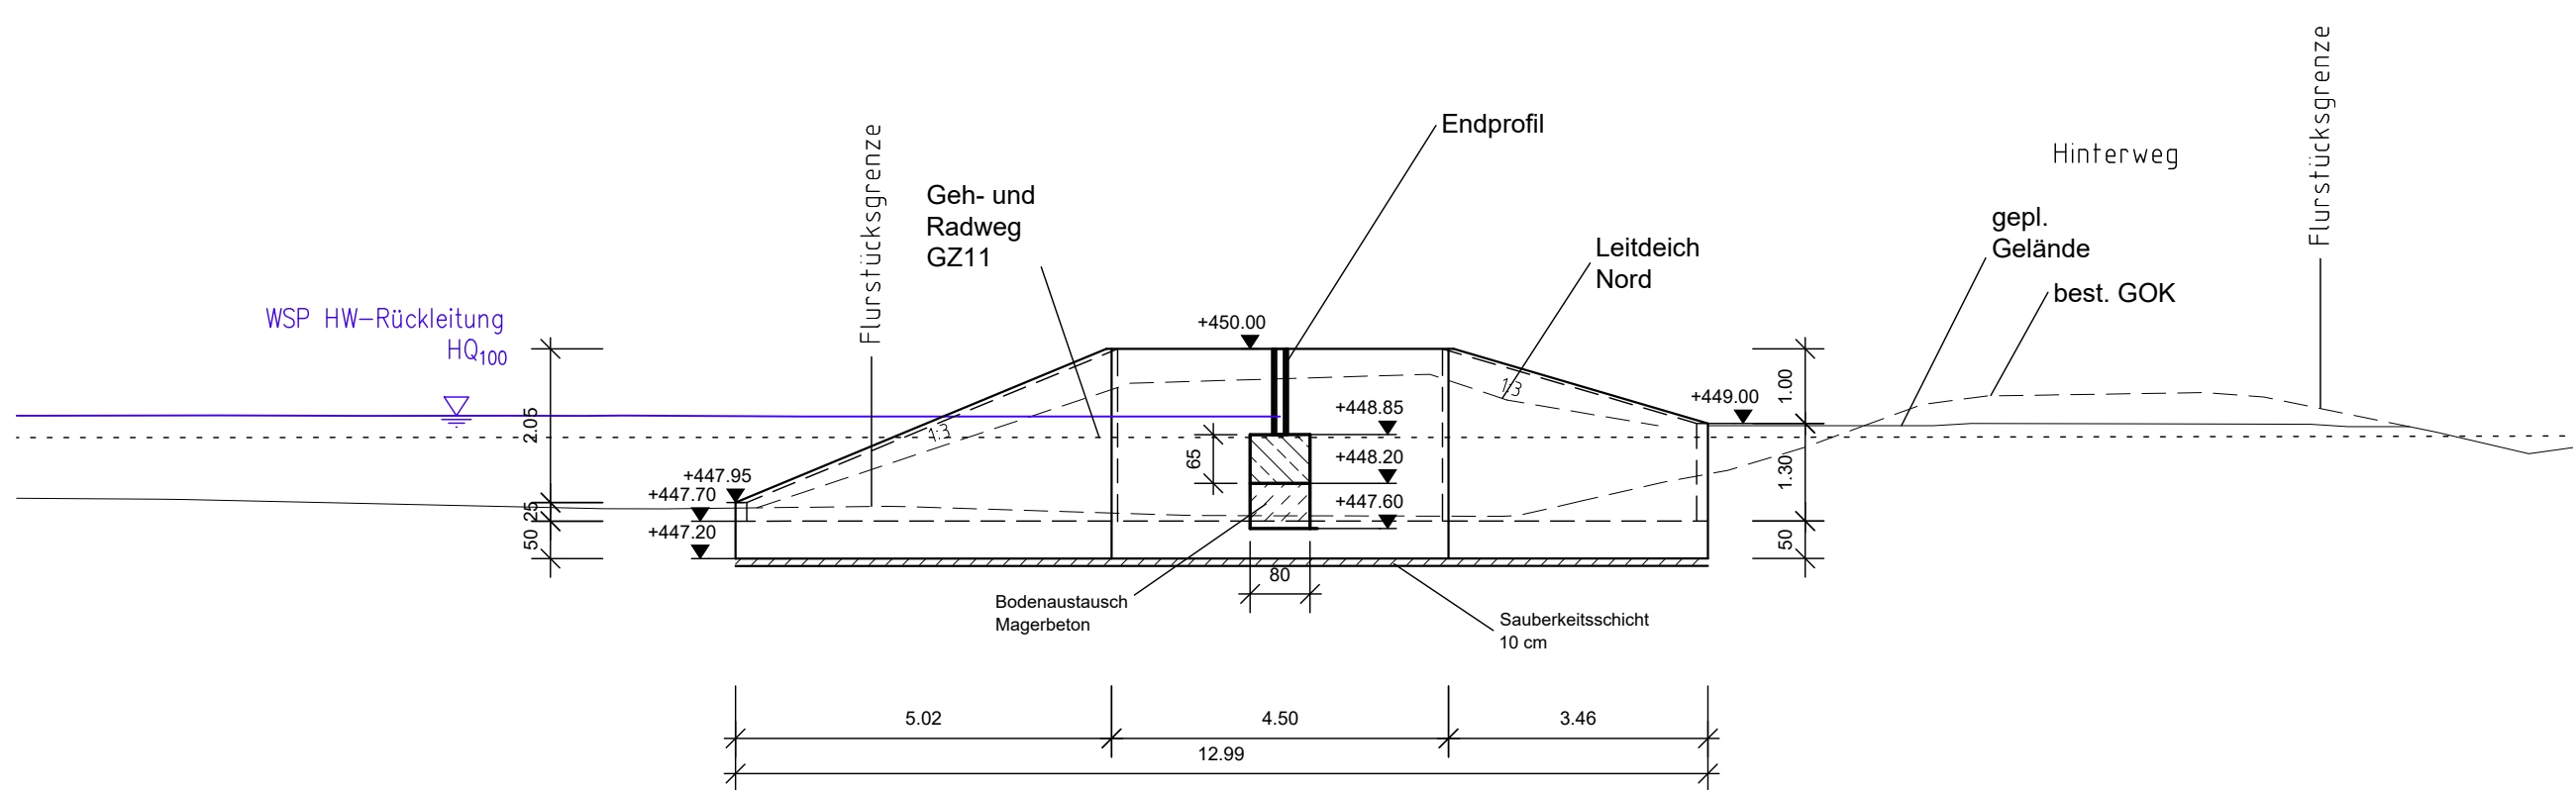 Flurstücksgrenze
Endprofil
Flurstücksgrenze
Hinterweg
Geh- und
Radweg
GZ11
gepl.
Gelände
Leitdeich
Nord
best. GOK
WSP HW-Rückleitung
HQ100
+450.00
1:3
1.00
+449.00
+448.85
2.05
1:3
65
+448.20
1.30
+447.95
+447.70
+447.60
25
+447.20
50
50
80
Bodenaustausch
Magerbeton
Sauberkeitsschicht
10 cm
5.02
4.50
3.46
12.99